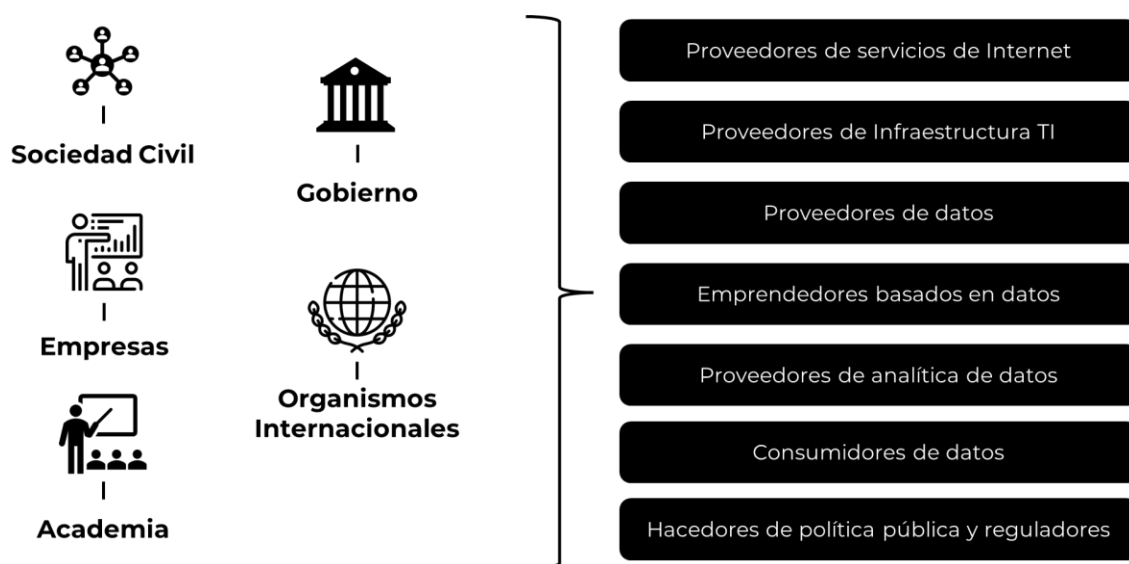 Sociedad Civil
Empresas
Academia
Gobierno
Organismos
Internacionales
Proveedores de servicios de Internet
Proveedores de Infraestructura TI
Proveedores de datos
Emprendedores basados en datos
Proveedores de analítica de datos
Consumidores de datos
Hacedores de política pública y reguladores